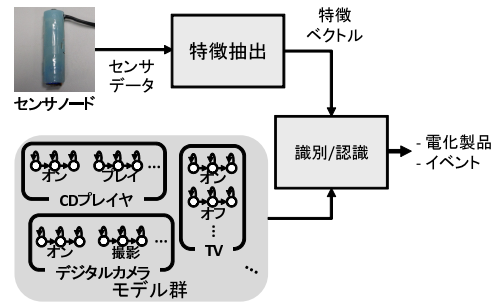 特徴抽出
特徴
ベクトル
センサ
データ
センサノード
識別/認識
- 電化製品
- イベント
オン
プレイ
...
CDプレイヤ
オン
オフ
...
TV
オン
撮影
...
デジタルカメラ
...
モデル群